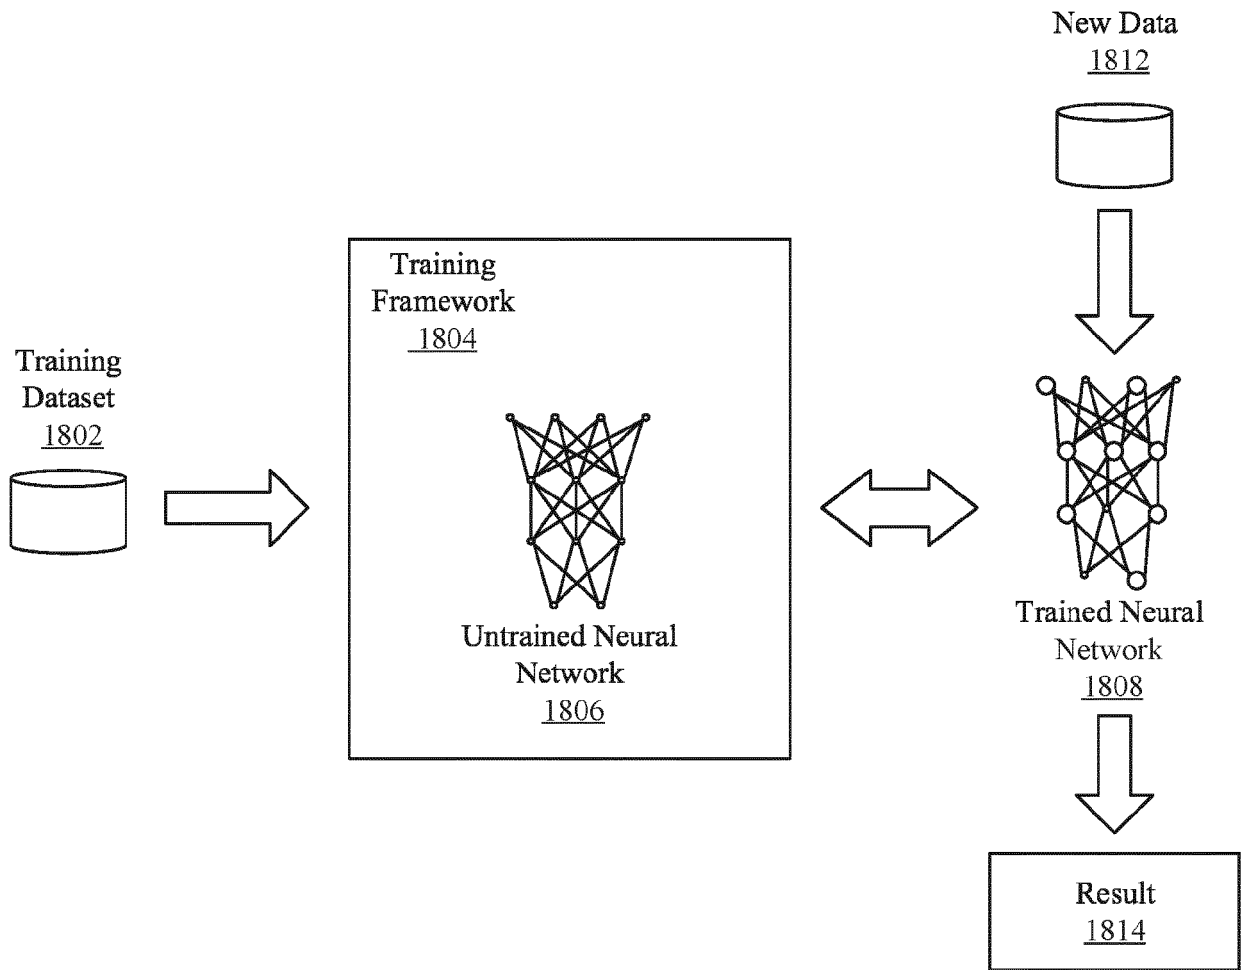 New Data
1812
Training
Framework
1804
Training
Dataset
1802
Untrained Neural
Network
1806
Trained Neural
Network
1808
Result
1814